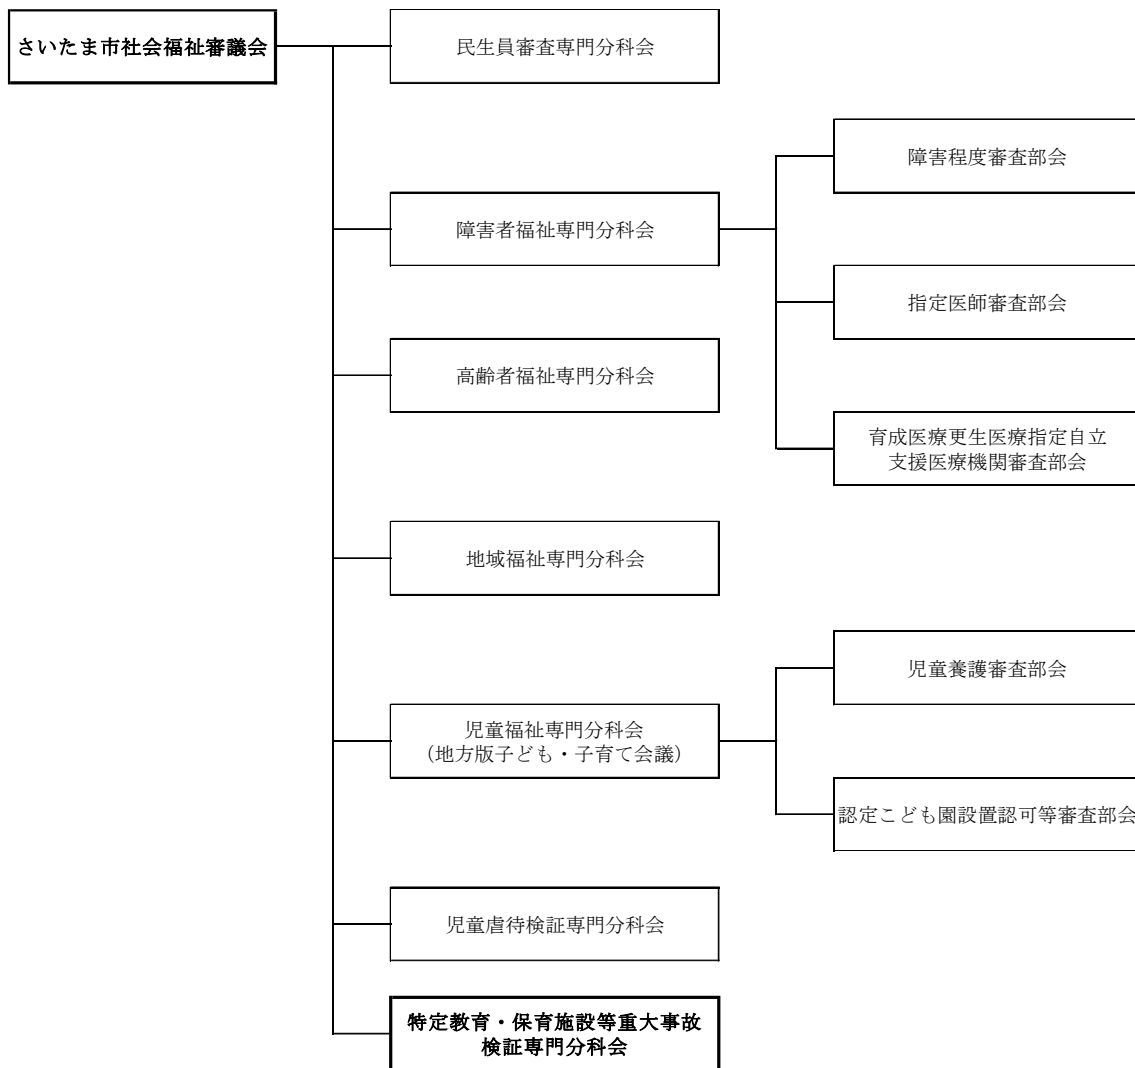 さいたま市社会福祉審議会
民生員審査専門分科会
障害程度審査部会
障害者福祉専門分科会
指定医師審査部会
高齢者福祉専門分科会
育成医療更生医療指定自立
支援医療機関審査部会
地域福祉専門分科会
児童養護審査部会
児童福祉専門分科会
（地方版子ども・子育て会議）
認定こども園設置認可等審査部会
児童虐待検証専門分科会
特定教育・保育施設等重大事故
検証専門分科会